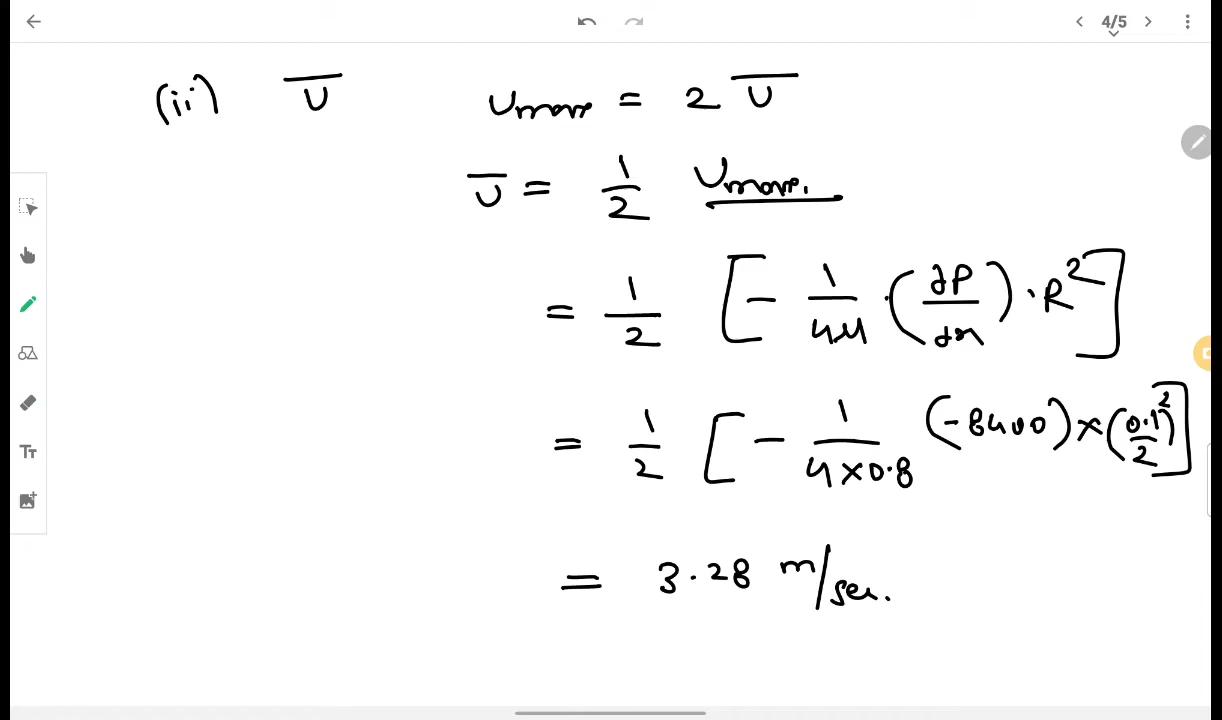 4/5
(ii) U̅ Umax = 2 U̅
U̅ = 1/2 Umax.
= 1/2 [ - 1/4μ · (∂P/∂x) · R² ]
= 1/2 [ - 1/4×0.8 (-8400) × (0.1/2)² ]
= 3.28 m/sec.
Tт